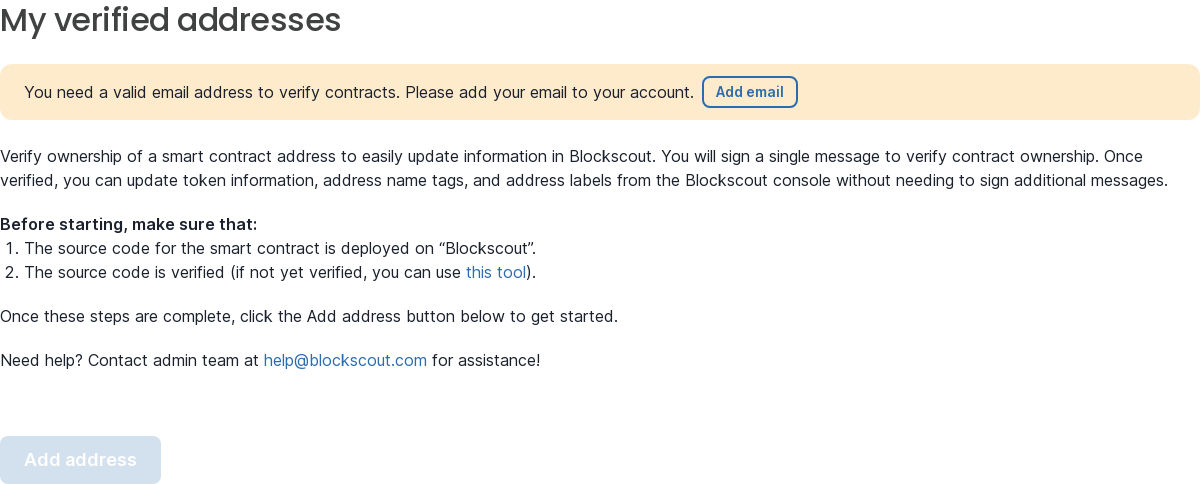 My verified addresses
You need a valid email address to verify contracts. Please add your email to your account. Add email
Verify ownership of a smart contract address to easily update information in Blockscout. You will sign a single message to verify contract ownership. Once
verified, you can update token information, address name tags, and address labels from the Blockscout console without needing to sign additional messages.
Before starting, make sure that:
1. The source code for the smart contract is deployed on “Blockscout”.
2. The source code is verified (if not yet verified, you can use this tool).
Once these steps are complete, click the Add address button below to get started.
Need help? Contact admin team at help@blockscout.com for assistance!
Add address